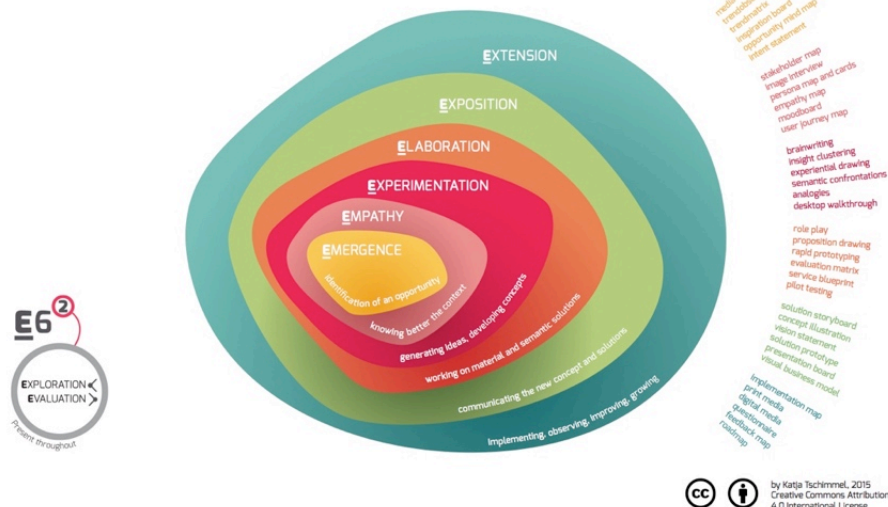 trendmatrix
inspiration board
opportunity mind map
intent statement
EXTENSION
stakeholder map
image interview
persona map and cards
empathy map
moodboard
user journey map
EXPOSITION
ELABORATION
brainwriting
insight clustering
experiential drawing
semantic confrontations
analogies
desktop walkthrough
EXPERIMENTATION
EMPATHY
EMERGENCE
identification of an opportunity
knowing better the context
generating ideas, developing concepts
working on material and semantic solutions
communicating the new concept and solutions
implementing, observing, improving, growing
role play
proposition drawing
rapid prototyping
evaluation matrix
service blueprint
pilot testing
solution storyboard
concept illustration
vision statement
solution prototype
presentation board
visual business model
implementation map
print media
digital media
questionnaire
feedback map
roadmap
E6²
EXPLORATION
EVALUATION
Present throughout
cc
by Katja Tschimmel, 2015
Creative Commons Attribution
4.0 International License